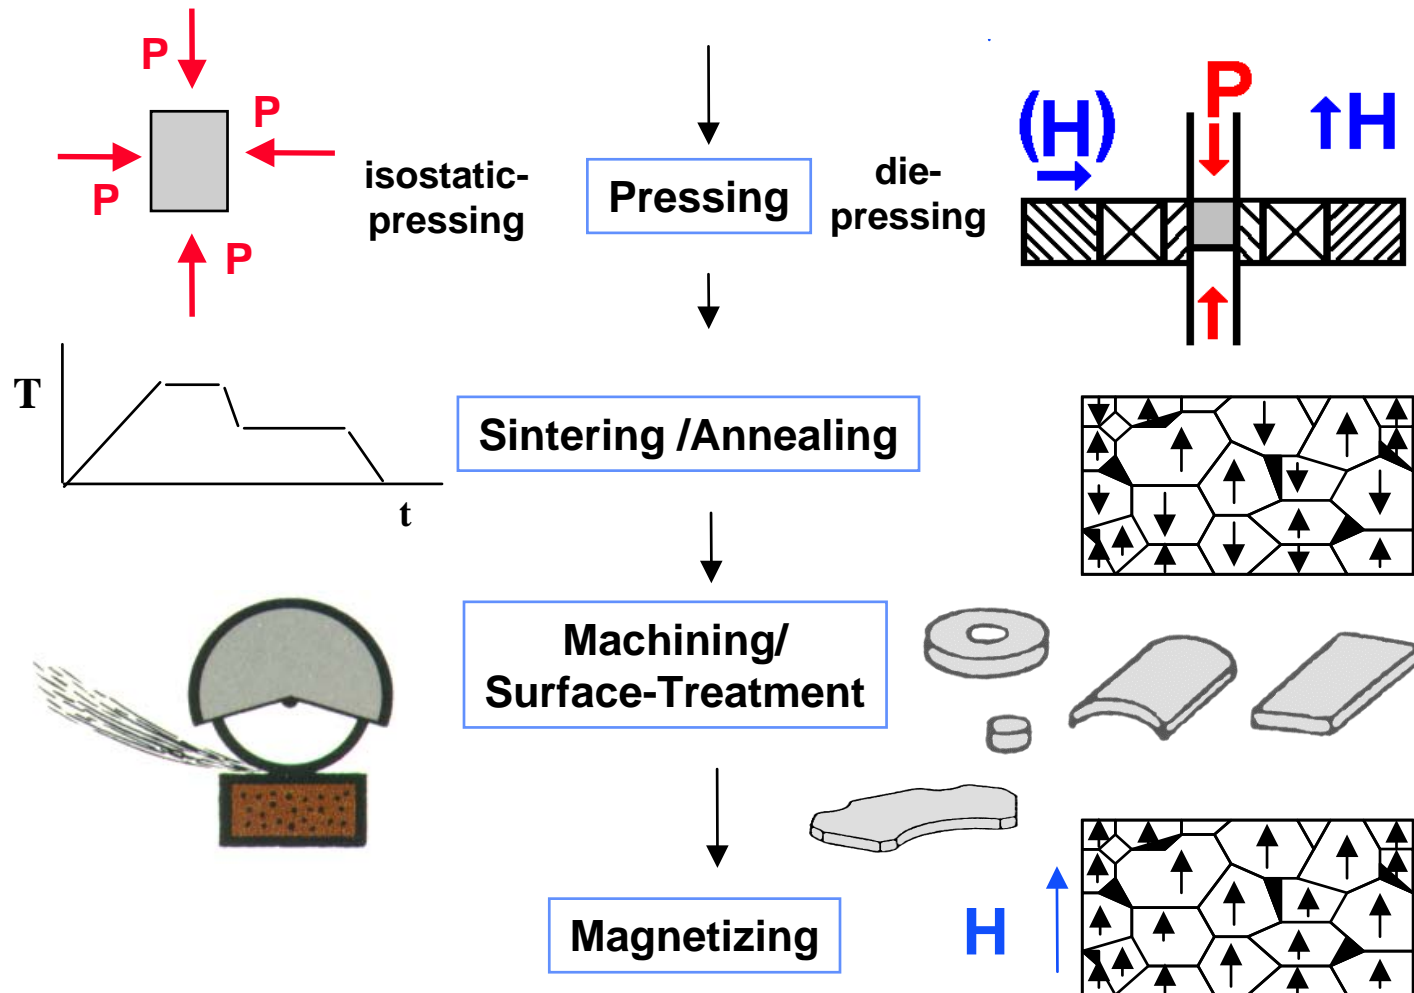 P
P
P
P
isostatic-
pressing
Pressing
die-
pressing
P
(H)
H
T
t
Sintering /Annealing
Machining/
Surface-Treatment
Magnetizing
H